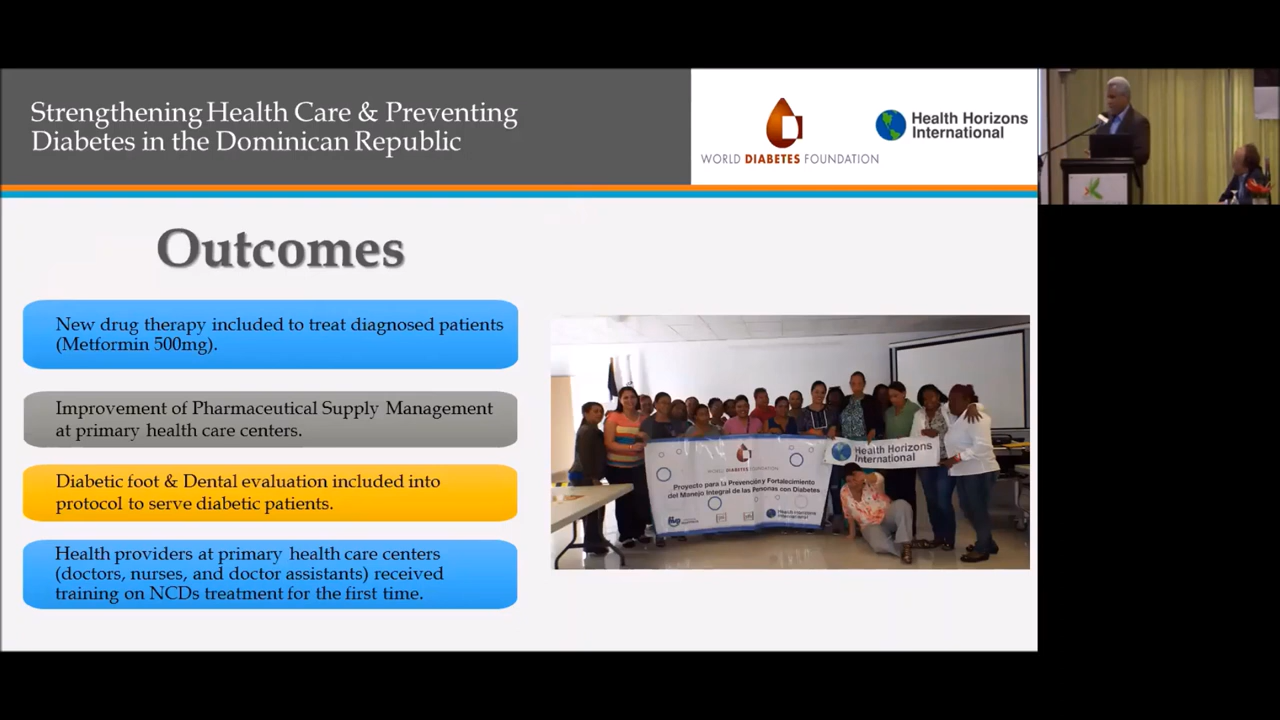 Strengthening Health Care & Preventing
Diabetes in the Dominican Republic
WORLD DIABETES FOUNDATION
Health Horizons
International
Outcomes
New drug therapy included to treat diagnosed patients
(Metformin 500mg).
Improvement of Pharmaceutical Supply Management
at primary health care centers.
Diabetic foot & Dental evaluation included into
protocol to serve diabetic patients.
Health providers at primary health care centers
(doctors, nurses, and doctor assistants) received
training on NCDs treatment for the first time.
Health Horizons
International
WORLD DIABETES FOUNDATION
Proyecto para la Prevención y Fortalecimiento
del Manejo Integral de las Personas con Diabetes
Health Horizons
International